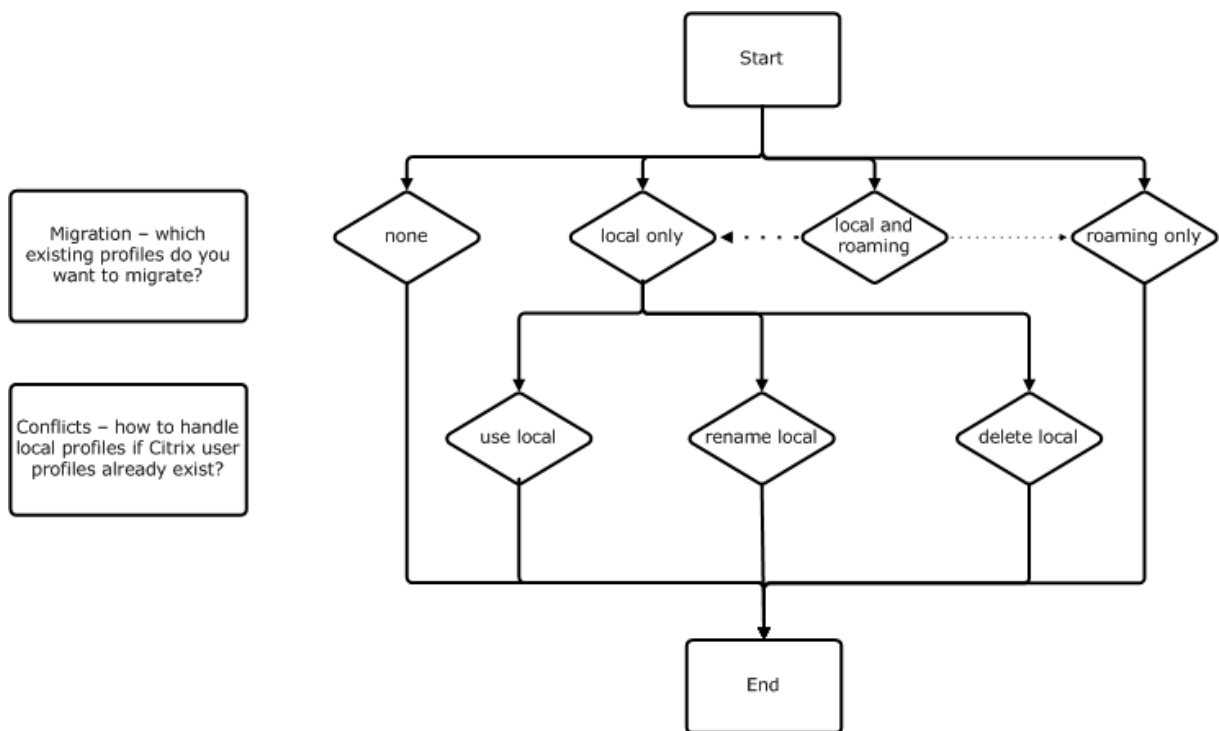 Start
Migration – which
existing profiles do you
want to migrate?
none
local only
local and
roaming
roaming only
Conflicts – how to handle
local profiles if Citrix user
profiles already exist?
use local
rename local
delete local
End